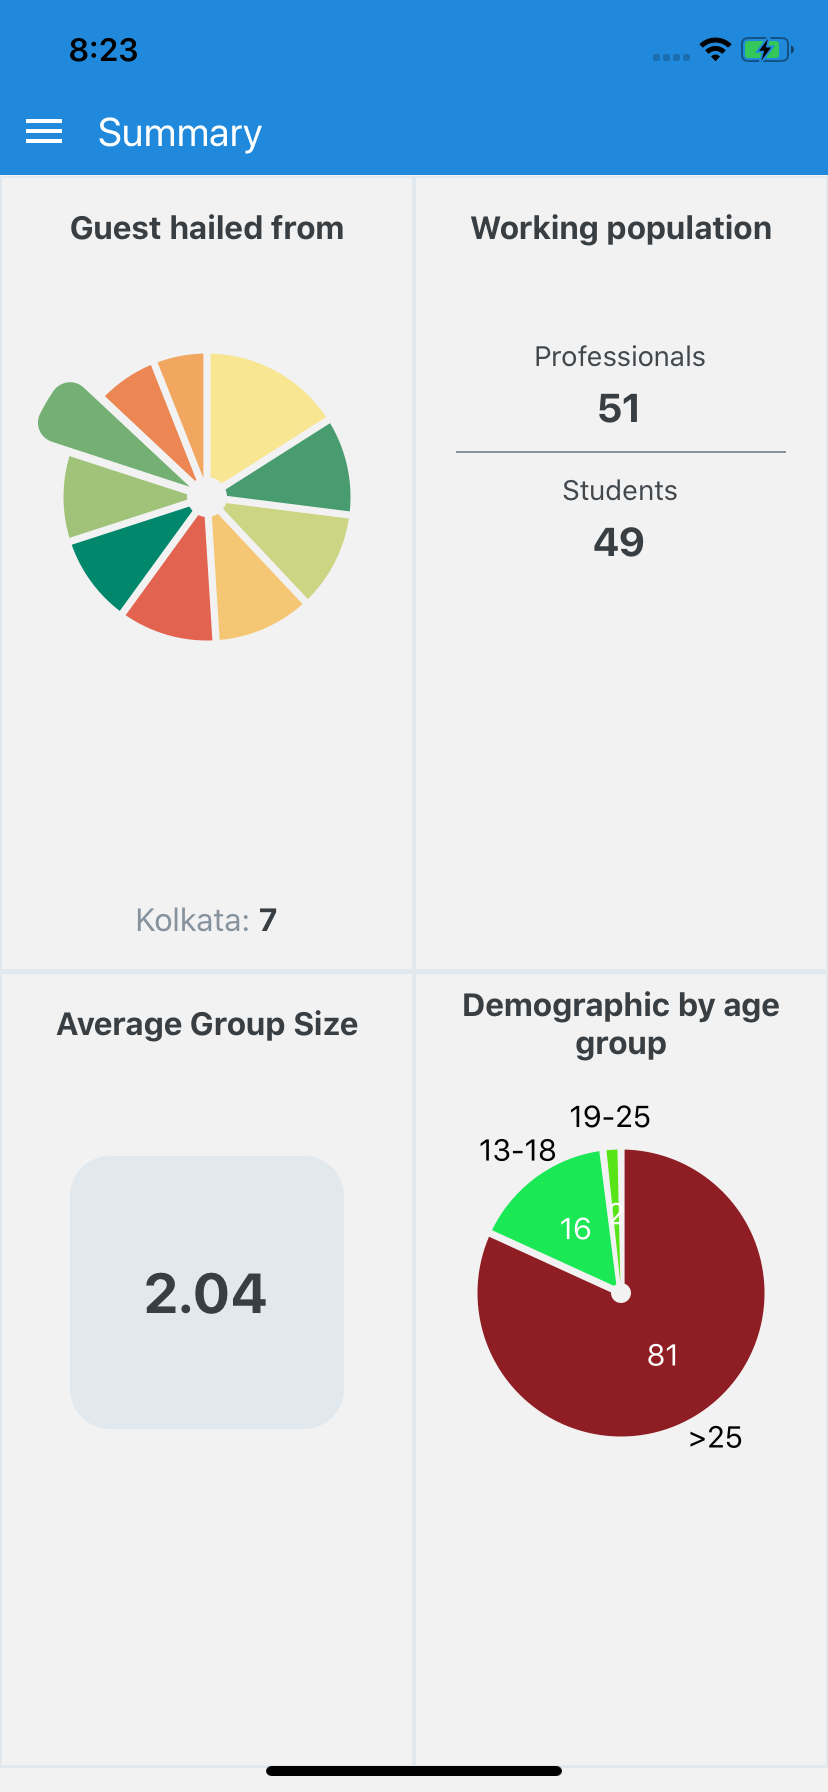 8:23
Summary
Guest hailed from
Kolkata: 7
Working population
Professionals
51
Students
49
Average Group Size
2.04
Demographic by age
group
19-25
13-18
2
16
81
>25